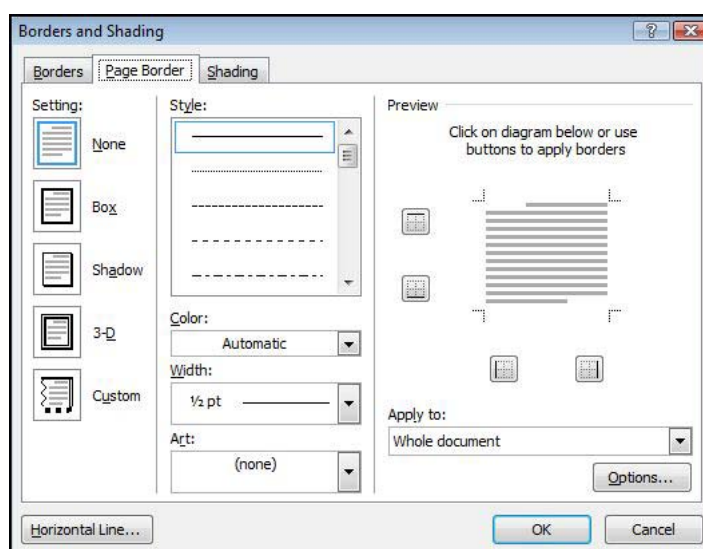 Borders and Shading
Borders
Page Border
Shading
Setting:
None
Box
Shadow
3-D
Custom
Style:
Color:
Automatic
Width:
½ pt
Art:
(none)
Preview
Click on diagram below or use
buttons to apply borders
Apply to:
Whole document
Options...
Horizontal Line...
OK
Cancel